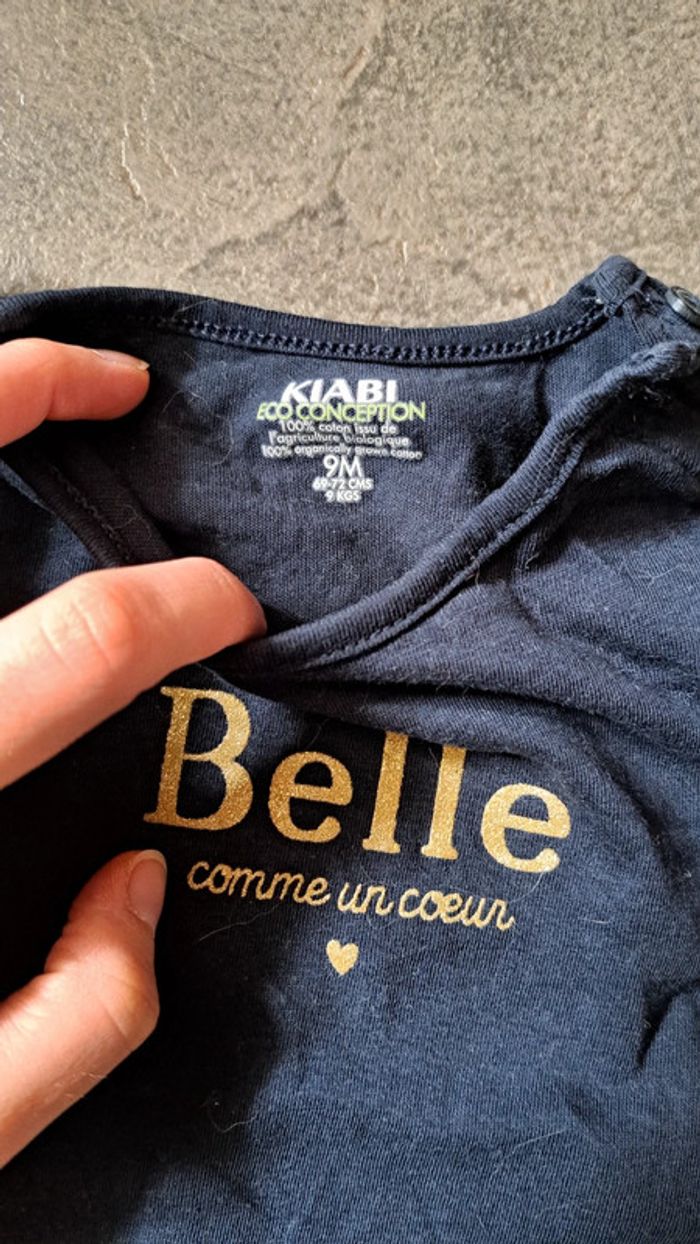 KIABI
ECO CONCEPTION
100% coton issu de
l'agriculture biologique
100% organically grown cotton
9M
69-72 CMS
9 KGS
Belle
comme un coeur